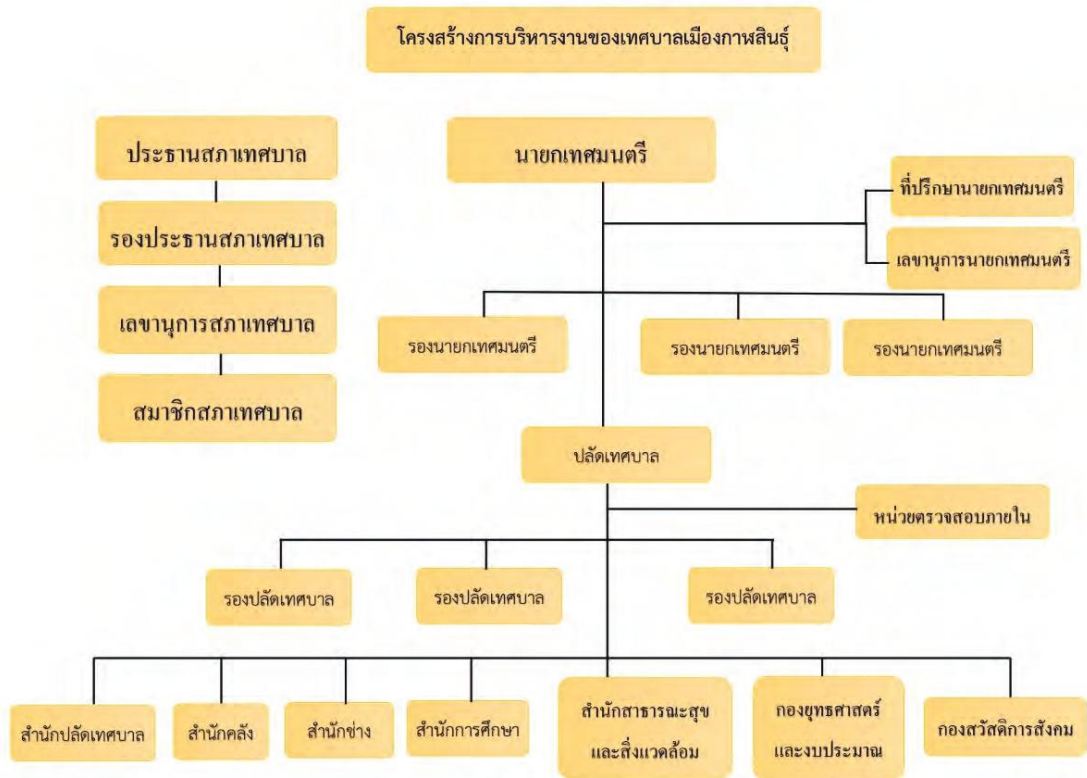 โครงสร้างการบริหารงานของเทศบาลเมืองกาฬสินธุ์
ประธานสภาเทศบาล
รองประธานสภาเทศบาล
เลขานุการสภาเทศบาล
สมาชิกสภาเทศบาล
นายกเทศมนตรี
ที่ปรึกษานายกเทศมนตรี
เลขานุการนายกเทศมนตรี
รองนายกเทศมนตรี
รองนายกเทศมนตรี
รองนายกเทศมนตรี
ปลัดเทศบาล
หน่วยตรวจสอบภายใน
รองปลัดเทศบาล
รองปลัดเทศบาล
รองปลัดเทศบาล
สำนักปลัดเทศบาล
สำนักคลัง
สำนักช่าง
สำนักการศึกษา
สำนักสาธารณะสุข
และสิ่งแวดล้อม
กองยุทธศาสตร์
และงบประมาณ
กองสวัสดิการสังคม